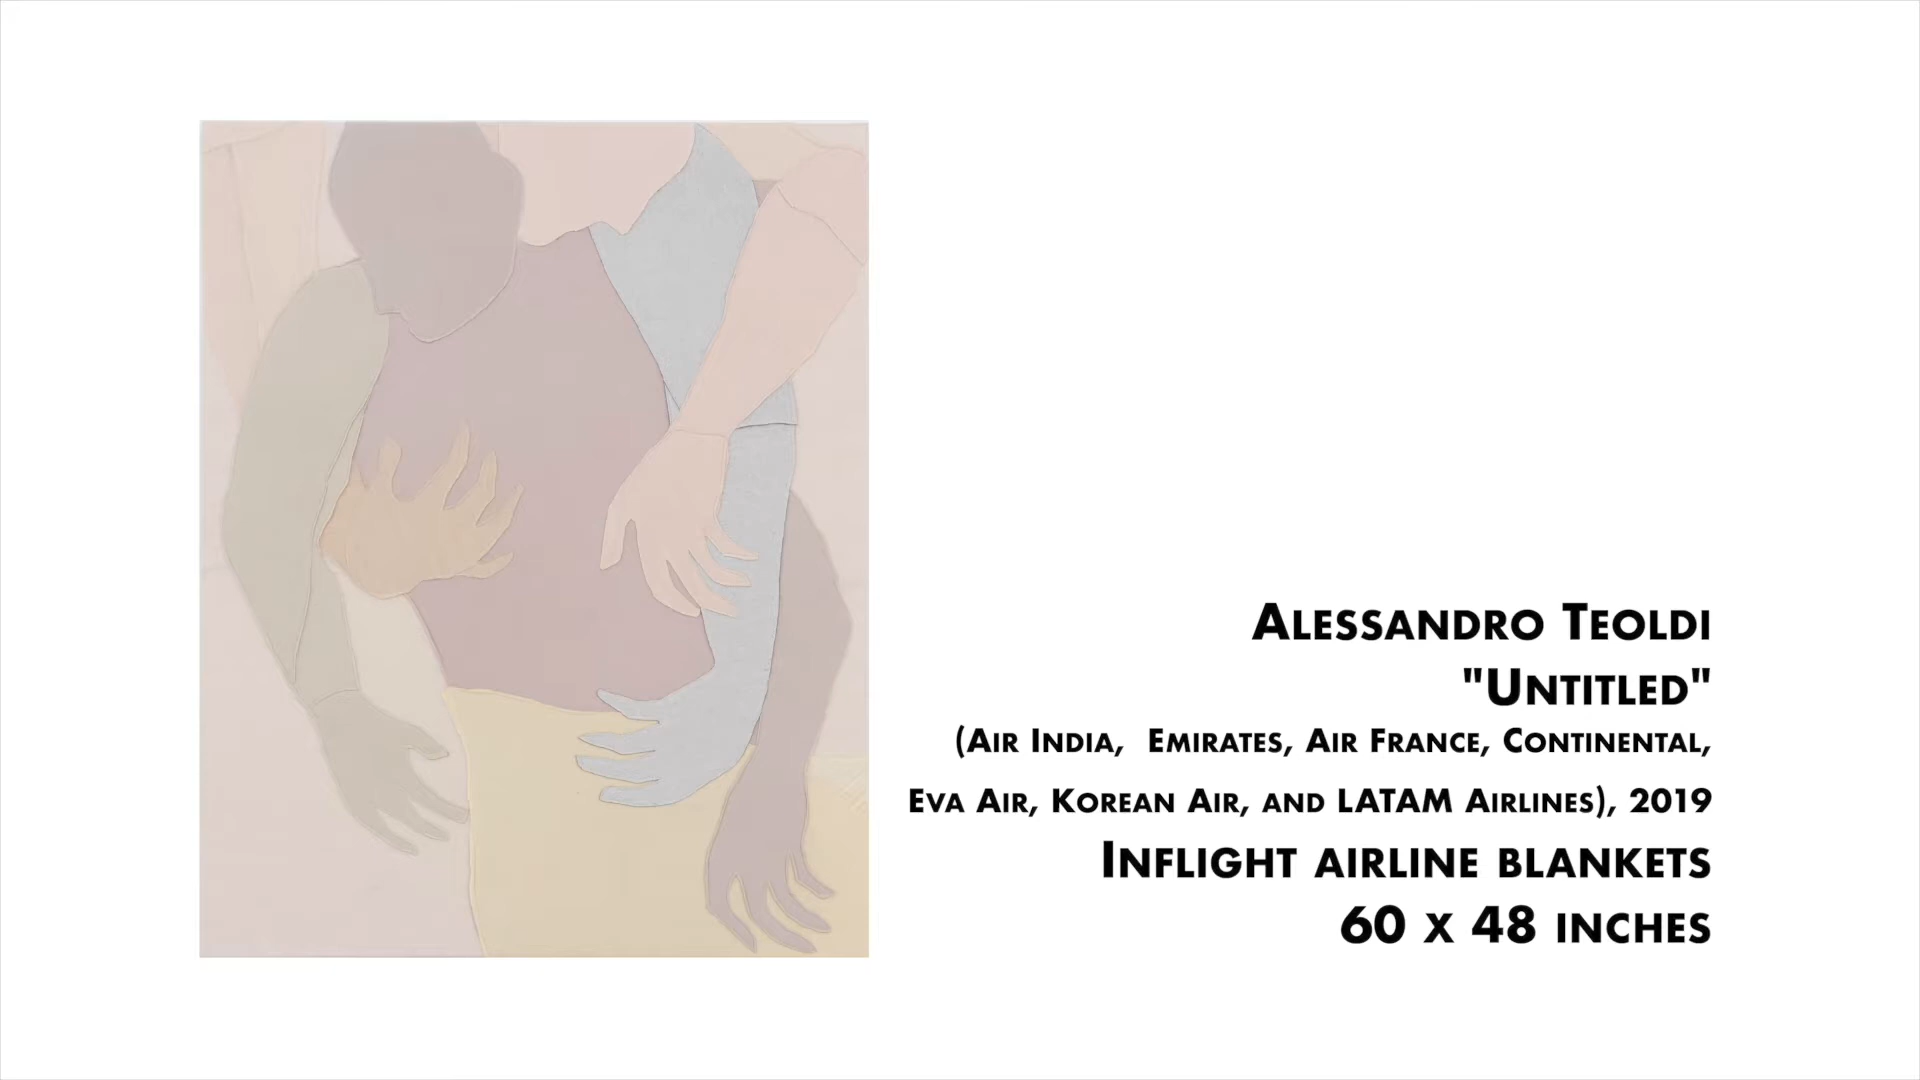 Alessandro Teoldi
"Untitled"
(Air India,  Emirates, Air France, Continental,
Eva Air, Korean Air, and LATAM Airlines), 2019
Inflight airline blankets
60 x 48 inches